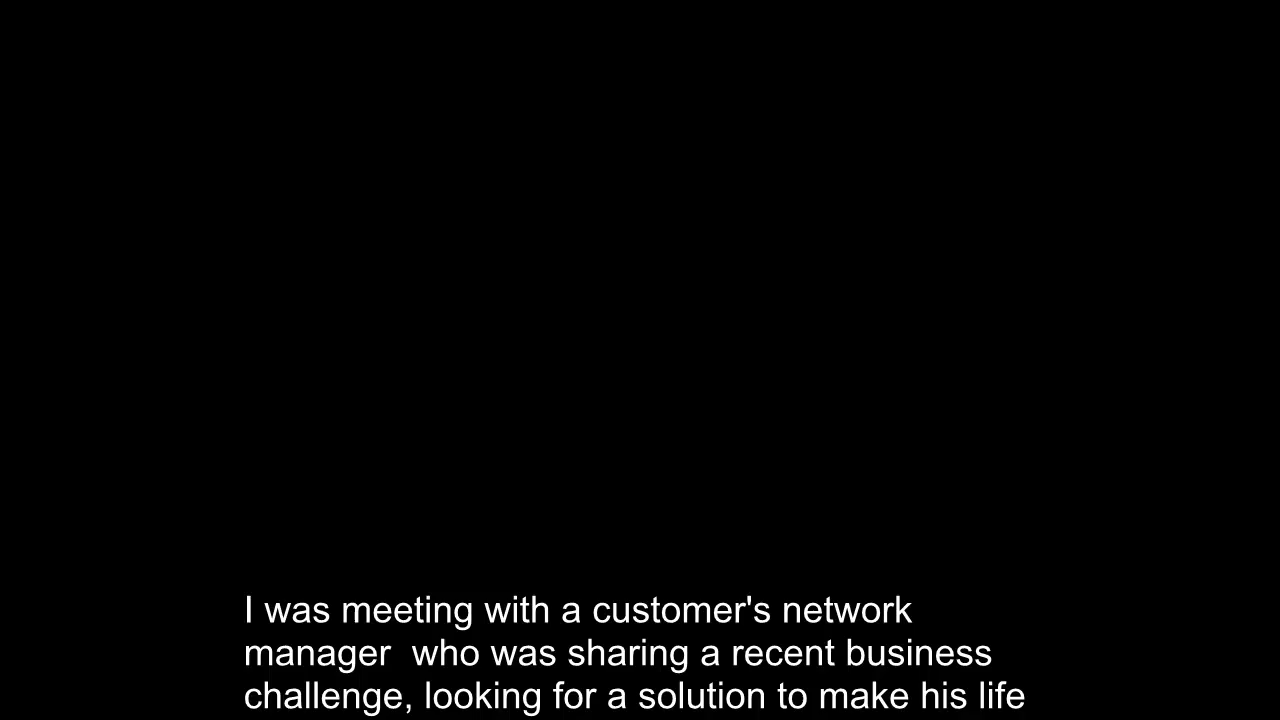 I was meeting with a customer's network
manager  who was sharing a recent business
challenge, looking for a solution to make his life